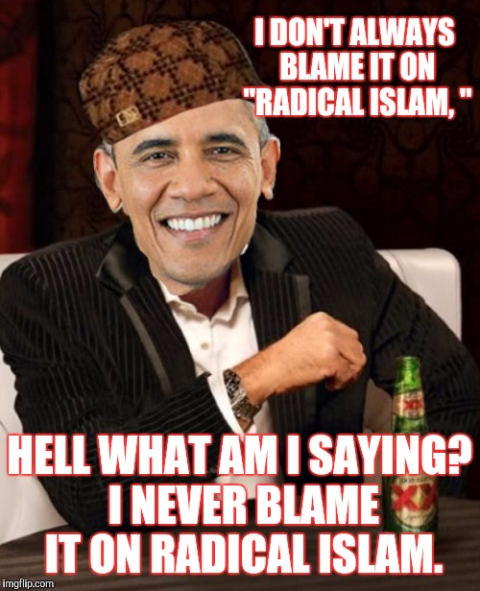 I DON'T ALWAYS
BLAME IT ON
"RADICAL ISLAM, "
HELL WHAT AM I SAYING?
I NEVER BLAME
IT ON RADICAL ISLAM.
imgflip.com